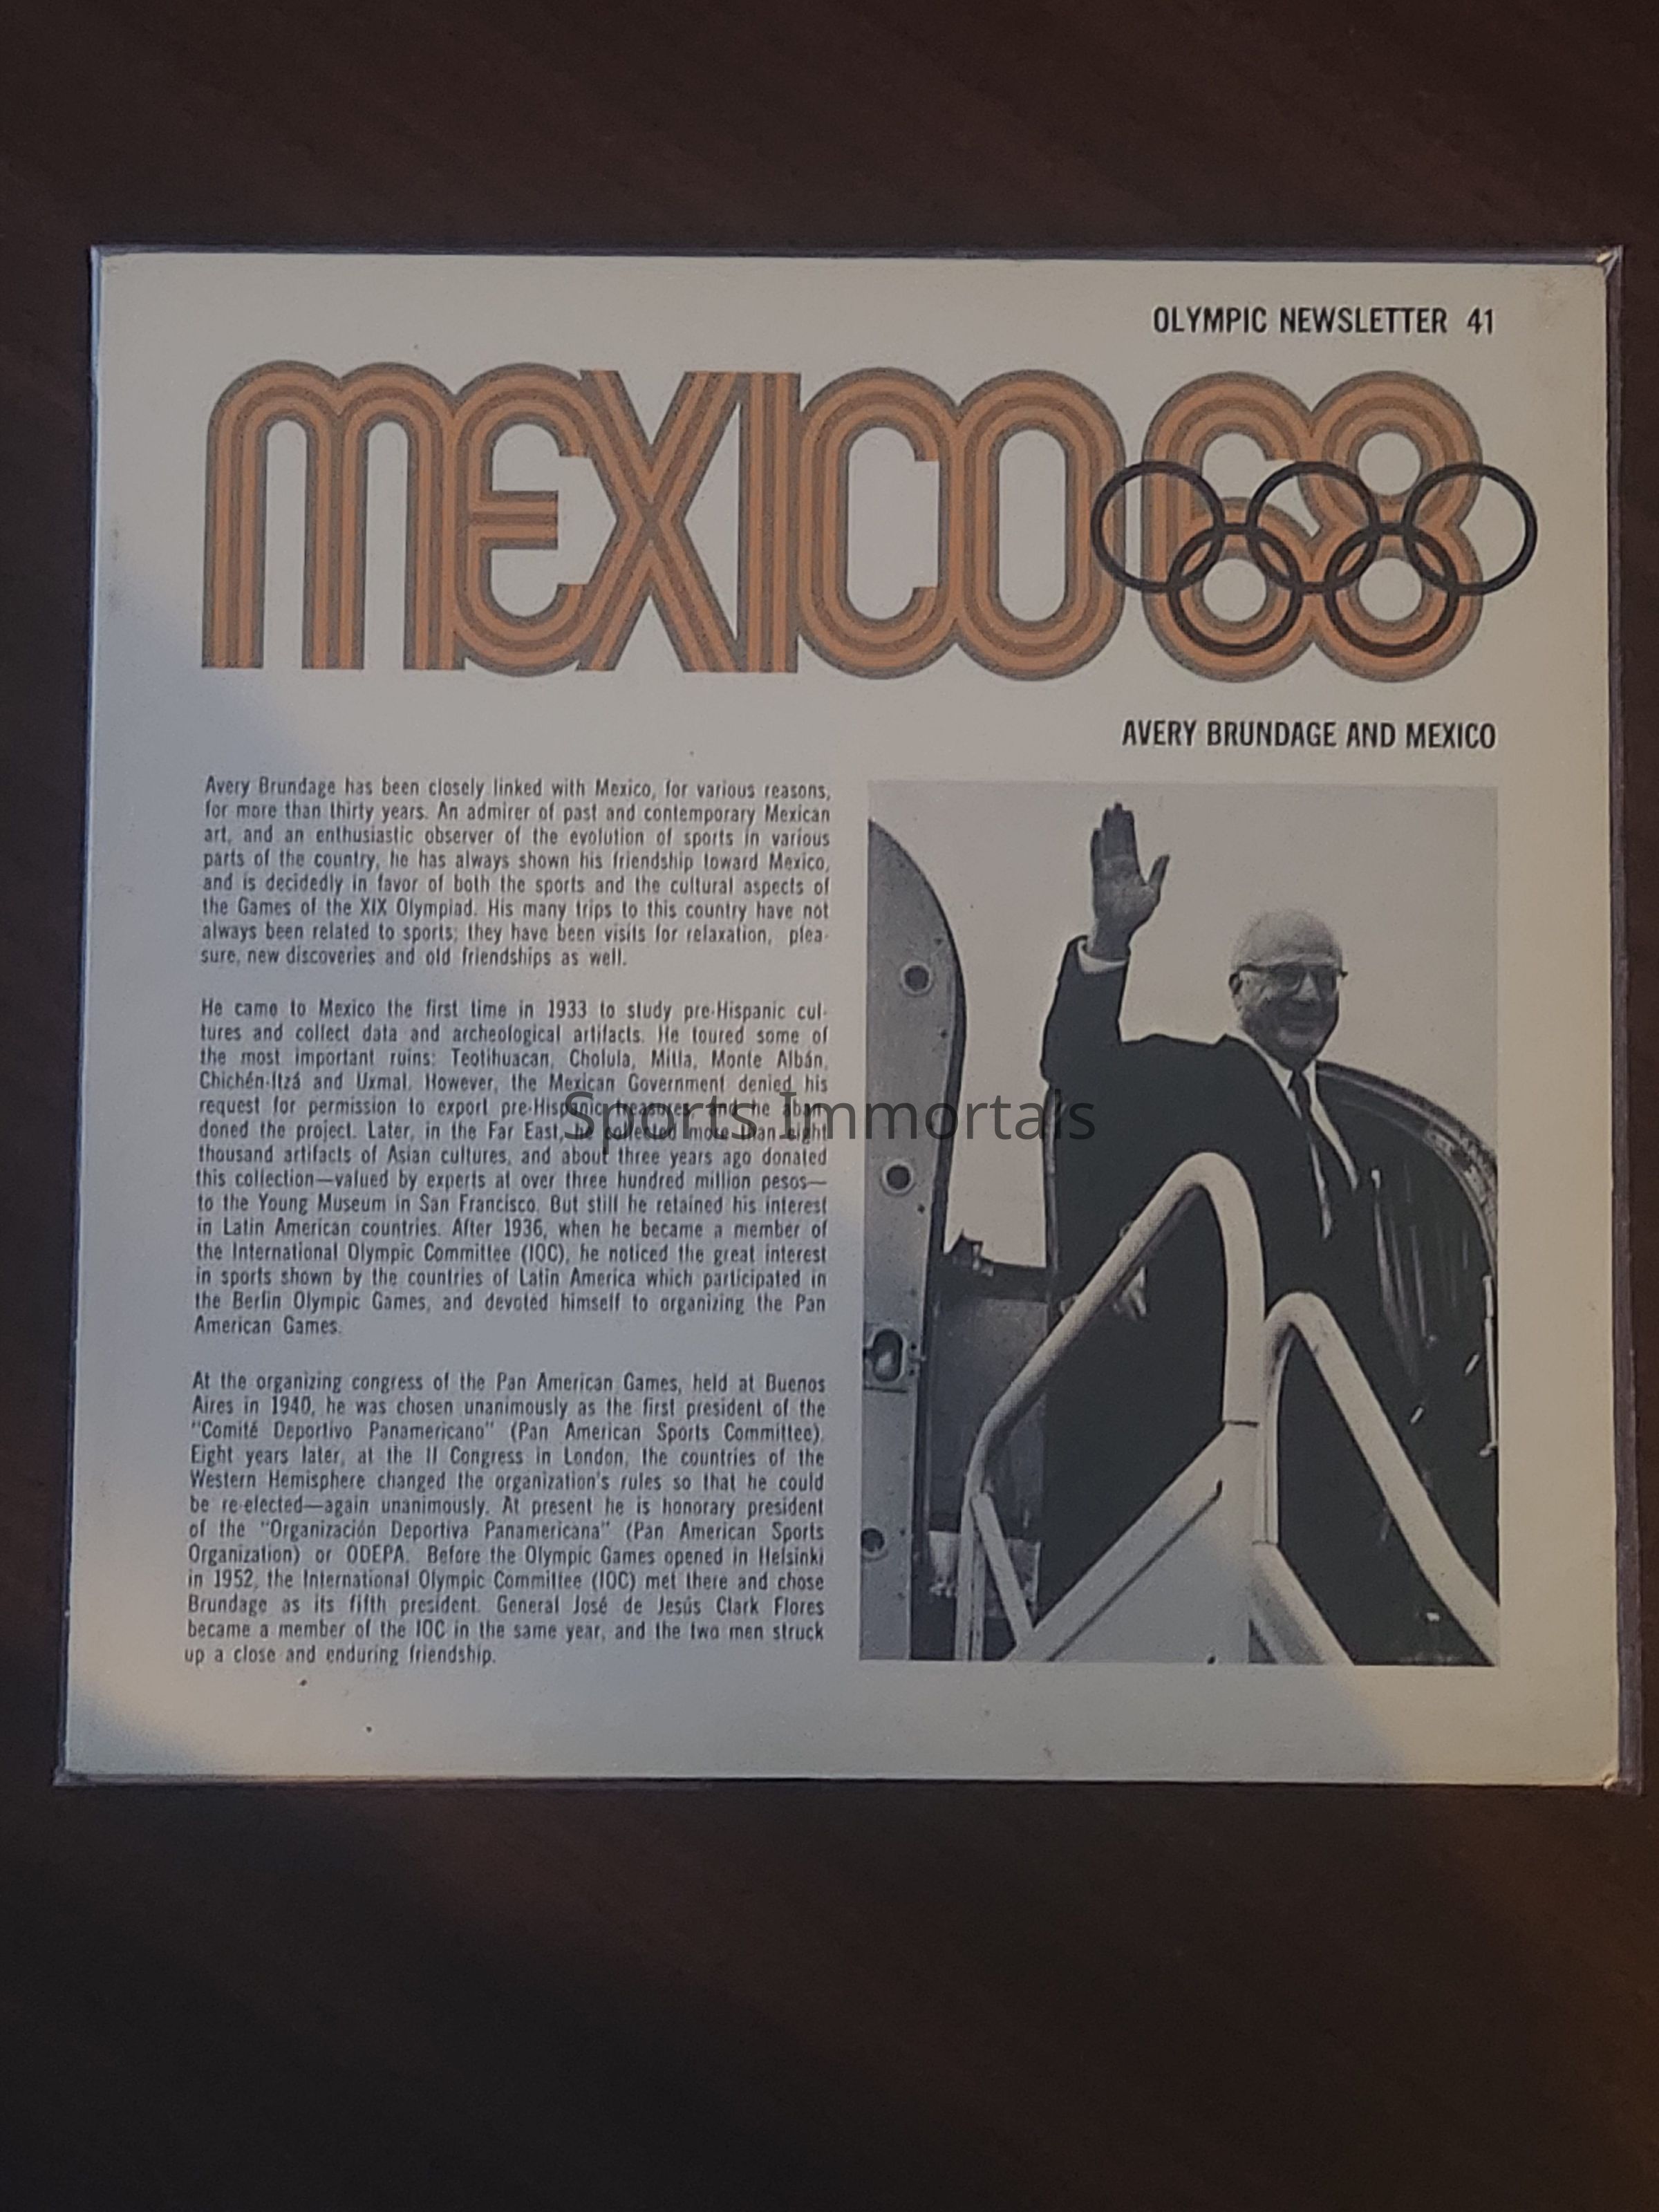 OLYMPIC NEWSLETTER 41
MEXICO 68
AVERY BRUNDAGE AND MEXICO
Avery Brundage has been closely linked with Mexico, for various reasons,
for more than thirty years. An admirer of past and contemporary Mexican
art, and an enthusiastic observer of the evolution of sports in various
parts of the country, he has always shown his friendship toward Mexico,
and is decidedly in favor of both the sports and the cultural aspects of
the Games of the XIX Olympiad. His many trips to this country have not
always been related to sports; they have been visits for relaxation, plea-
sure, new discoveries and old friendships as well.
He came to Mexico the first time in 1933 to study pre-Hispanic cul-
tures and collect data and archeological artifacts. He toured some of
the most important ruins: Teotihuacan, Cholula, Mitla, Monte Albán,
Chichén-Itzá and Uxmal. However, the Mexican Government denied his
request for permission to export pre-Hispanic treasures, and he aban-
doned the project. Later, in the Far East, he collected more than eight
thousand artifacts of Asian cultures, and about three years ago donated
this collection—valued by experts at over three hundred million pesos—
to the Young Museum in San Francisco. But still he retained his interest
in Latin American countries. After 1936, when he became a member of
the International Olympic Committee (IOC), he noticed the great interest
in sports shown by the countries of Latin America which participated in
the Berlin Olympic Games, and devoted himself to organizing the Pan
American Games.
At the organizing congress of the Pan American Games, held at Buenos
Aires in 1940, he was chosen unanimously as the first president of the
"Comité Deportivo Panamericano" (Pan American Sports Committee).
Eight years later, at the II Congress in London, the countries of the
Western Hemisphere changed the organization's rules so that he could
be re-elected—again unanimously. At present he is honorary president
of the "Organización Deportiva Panamericana" (Pan American Sports
Organization) or ODEPA. Before the Olympic Games opened in Helsinki
in 1952, the International Olympic Committee (IOC) met there and chose
Brundage as its fifth president. General José de Jesús Clark Flores
became a member of the IOC in the same year, and the two men struck
up a close and enduring friendship.
Sports Immortals